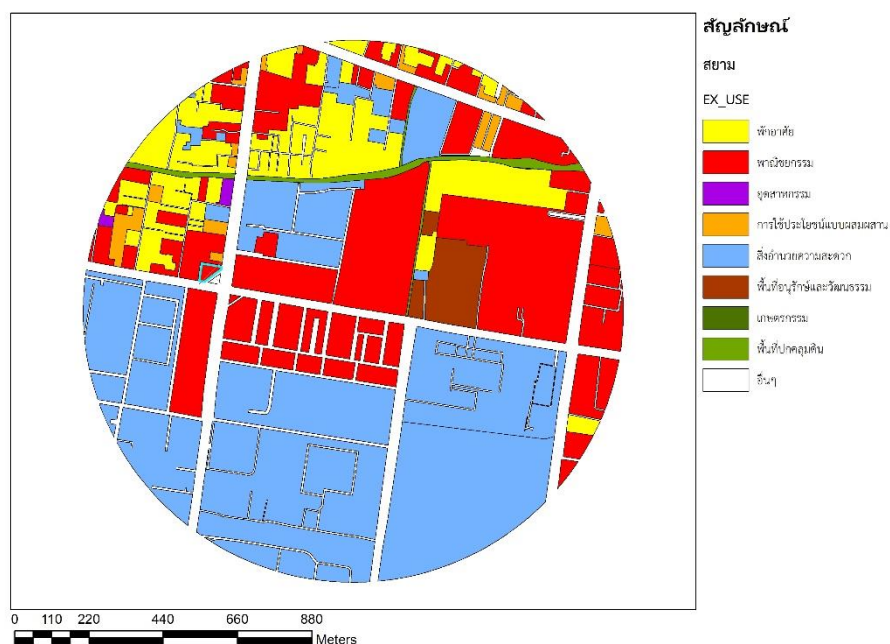 สัญลักษณ์
สยาม
EX_USE
พักอาศัย
พาณิชยกรรม
อุตสาหกรรม
การใช้ประโยชน์แบบผสมผสาน
สิ่งอำนวยความสะดวก
พื้นที่อนุรักษ์และวัฒนธรรม
เกษตรกรรม
พื้นที่ปกคลุมดิน
อื่นๆ
0 110 220 440 660 880
Meters